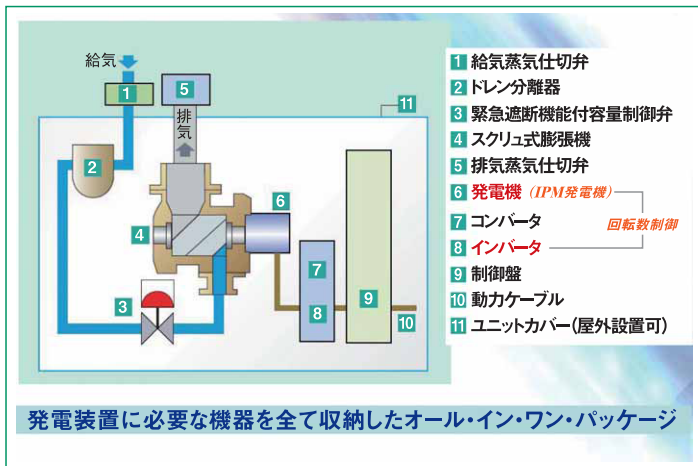 給気
1
5
11
排気
2
6
4
7
3
8
9
10
1 給気蒸気仕切弁
2 ドレン分離器
3 緊急遮断機能付容量制御弁
4 スクリュ式膨張機
5 排気蒸気仕切弁
6 発電機(IPM発電機)
回転数制御
7 コンバータ
8 インバータ
9 制御盤
10 動力ケーブル
11 ユニットカバー(屋外設置可)
発電装置に必要な機器を全て収納したオール・イン・ワン・パッケージ